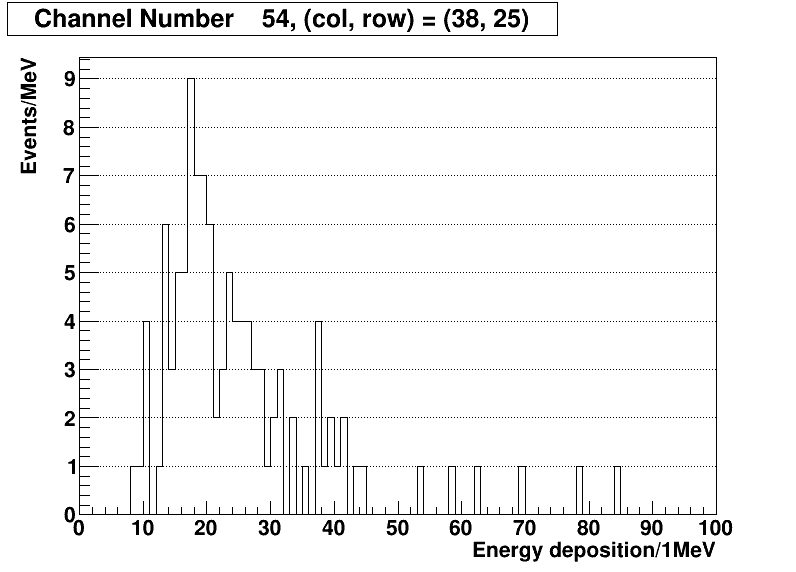 Channel Number 54, (col, row) = (38, 25)
Events/MeV
9
8
7
6
5
4
3
2
1
0
0 10 20 30 40 50 60 70 80 90 100
Energy deposition/1MeV